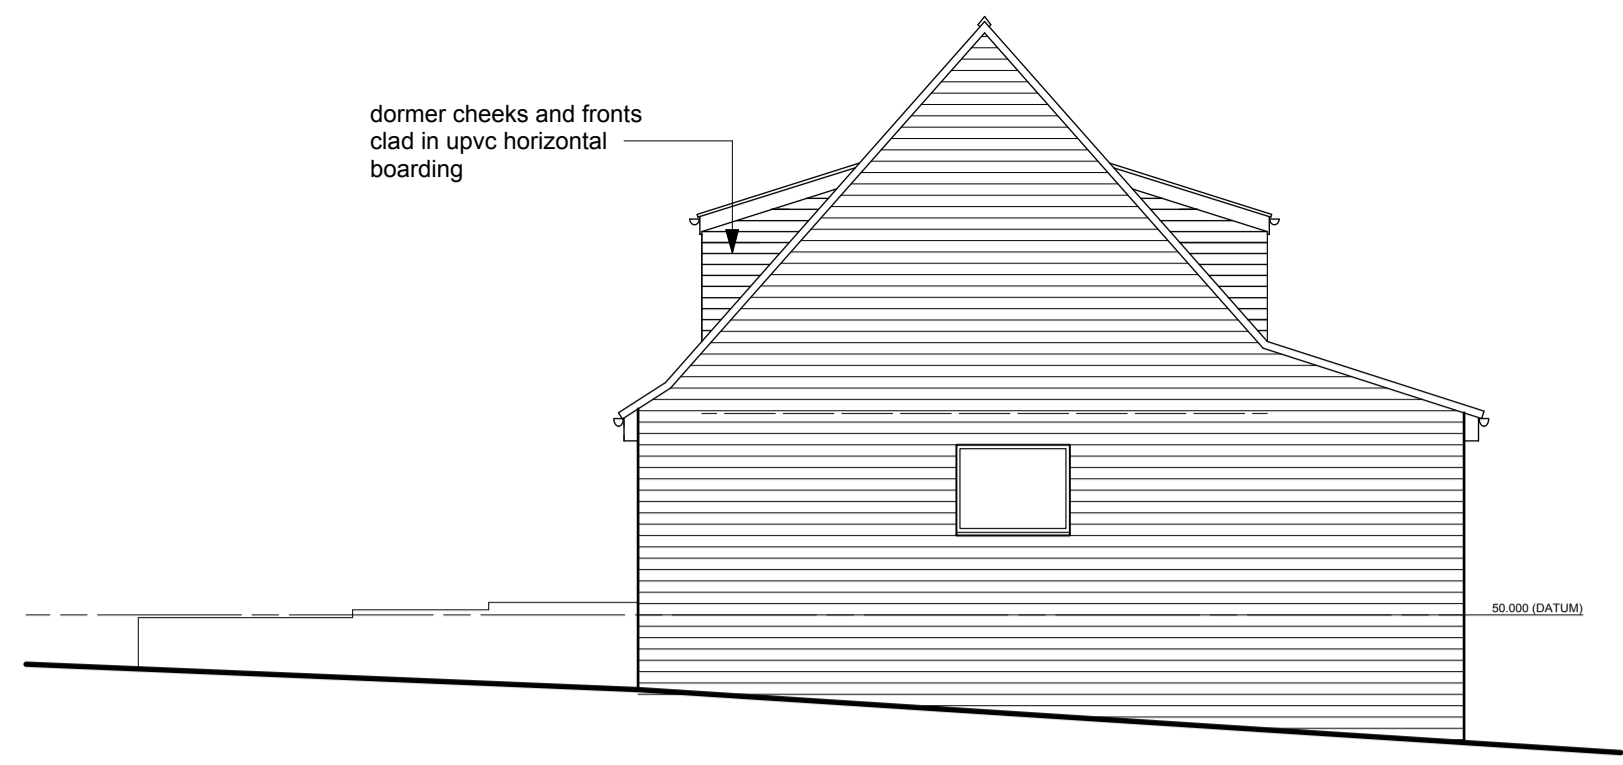 dormer cheeks and fronts
clad in upvc horizontal
boarding
50.000 (DATUM)